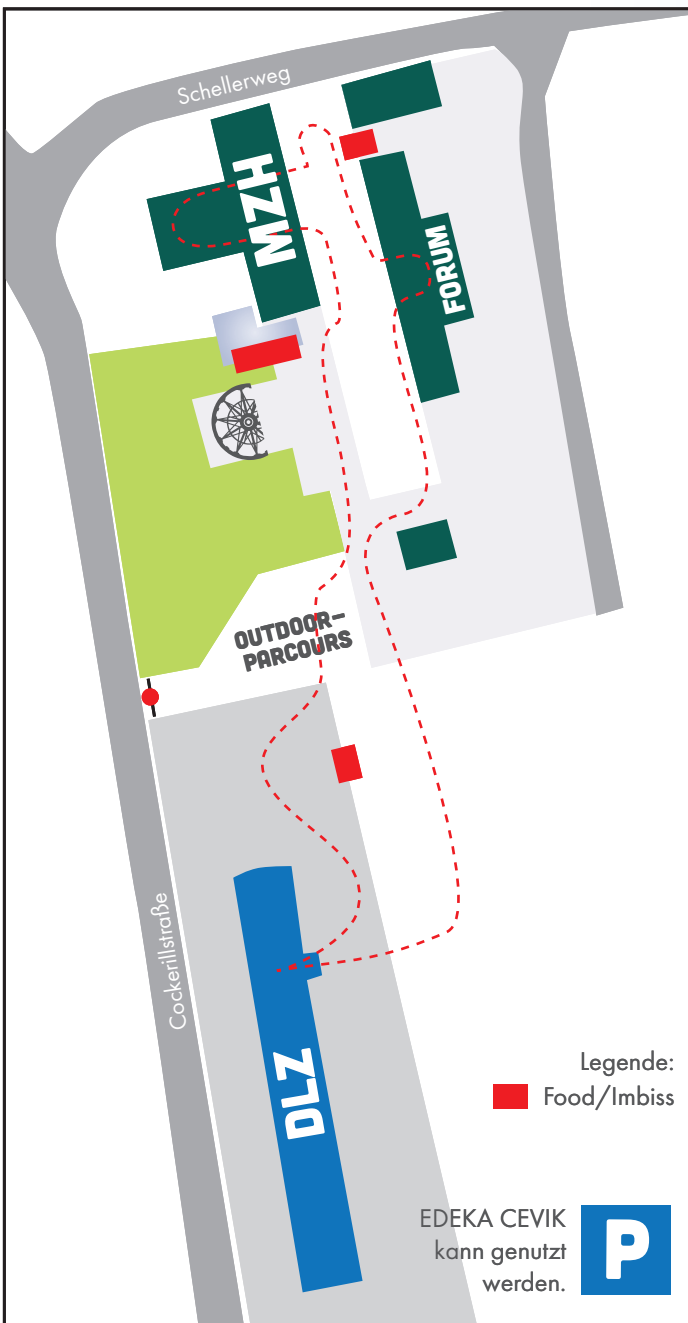 Schellerweg
MZH
FORUM
OUTDOOR–
PARCOURS
Cockerillstraße
DLZ
Legende:
Food/Imbiss
EDEKA CEVIK
kann genutzt
werden.
P